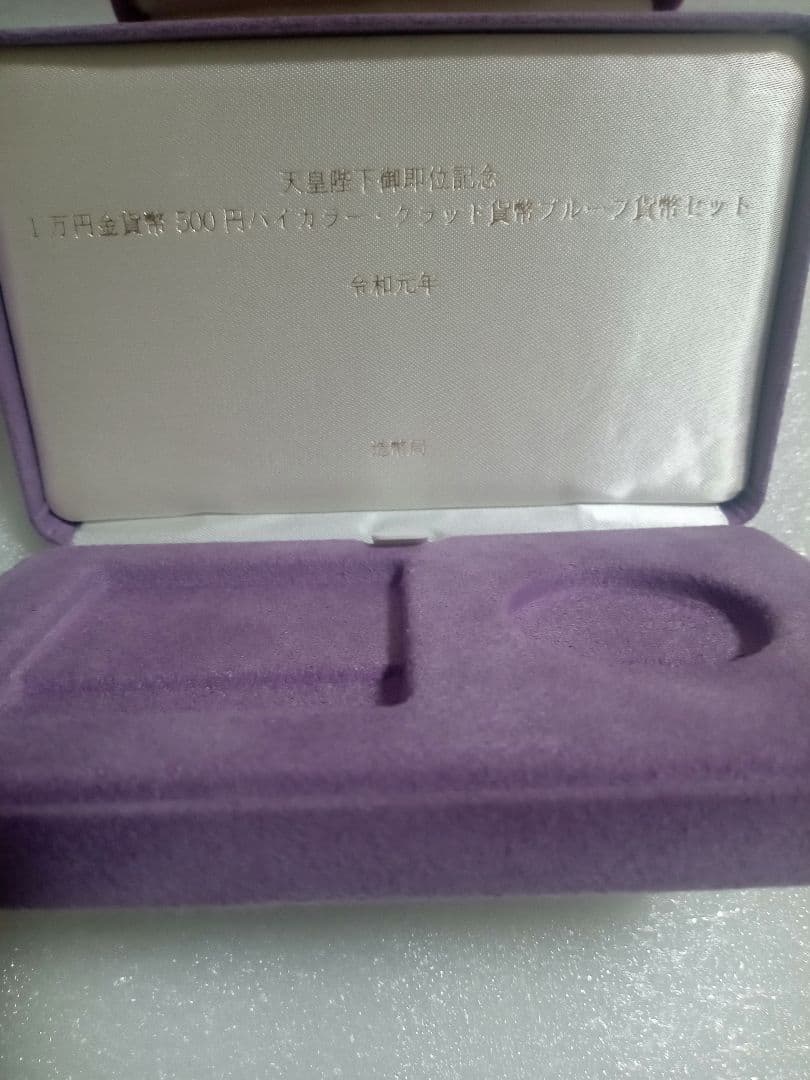 天皇陛下御即位記念
1万円金貨幣500円バイカラー・クラッド貨幣プルーフ貨幣セット
令和元年
造幣局